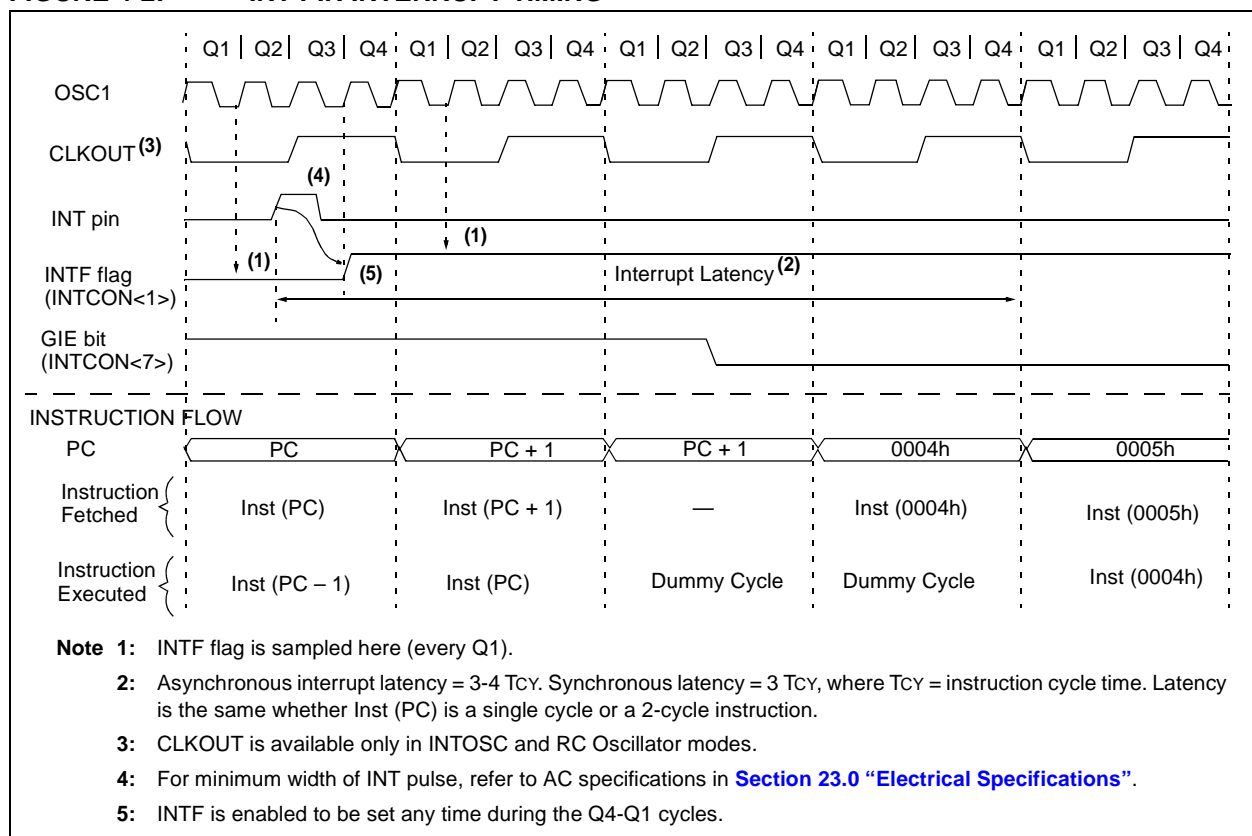 Q1 | Q2 | Q3 | Q4 Q1 | Q2 | Q3 | Q4 Q1 | Q2 | Q3 | Q4 Q1 | Q2 | Q3 | Q4 Q1 | Q2 | Q3 | Q4
OSC1
CLKOUT (3)
(4)
INT pin
(1)
(1)
INTF flag
(INTCON<1>)
(5)
Interrupt Latency (2)
GIE bit
(INTCON<7>)
INSTRUCTION FLOW
PC PC PC + 1 PC + 1 0004h 0005h
Instruction
Fetched
Inst (PC) Inst (PC + 1) — Inst (0004h) Inst (0005h)
Instruction
Executed
Inst (PC – 1) Inst (PC) Dummy Cycle Dummy Cycle Inst (0004h)
Note 1: INTF flag is sampled here (every Q1).
2: Asynchronous interrupt latency = 3-4 TCY. Synchronous latency = 3 TCY, where TCY = instruction cycle time. Latency
is the same whether Inst (PC) is a single cycle or a 2-cycle instruction.
3: CLKOUT is available only in INTOSC and RC Oscillator modes.
4: For minimum width of INT pulse, refer to AC specifications in Section 23.0 “Electrical Specifications”.
5: INTF is enabled to be set any time during the Q4-Q1 cycles.